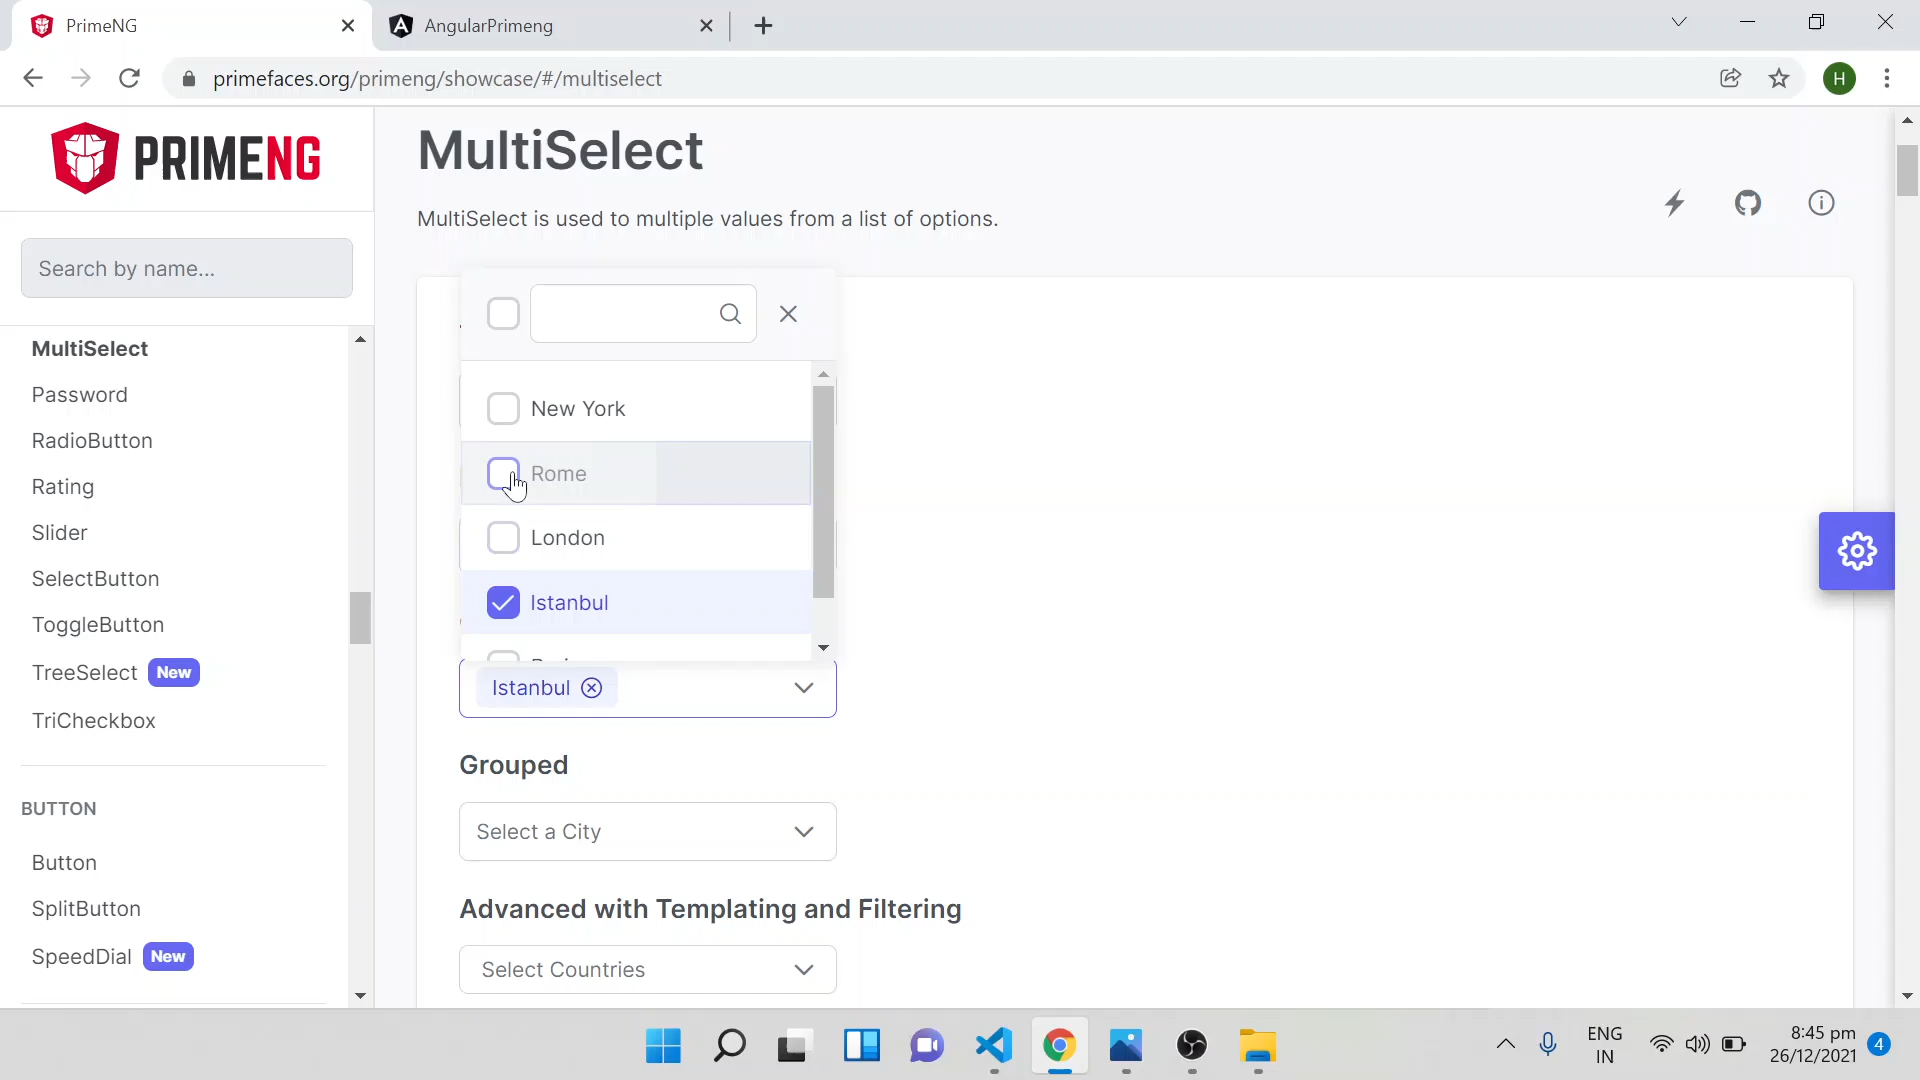 PrimeNG
AngularPrimeng
primefaces.org/primeng/showcase/#/multiselect
H
PRIMENG
Search by name...
MultiSelect
Password
RadioButton
Rating
Slider
SelectButton
ToggleButton
TreeSelect New
TriCheckbox
BUTTON
Button
SplitButton
SpeedDial New
MultiSelect
MultiSelect is used to multiple values from a list of options.
New York
Rome
London
Istanbul
Istanbul
Grouped
Select a City
Advanced with Templating and Filtering
Select Countries
ENG
IN
8:45 pm
26/12/2021
4